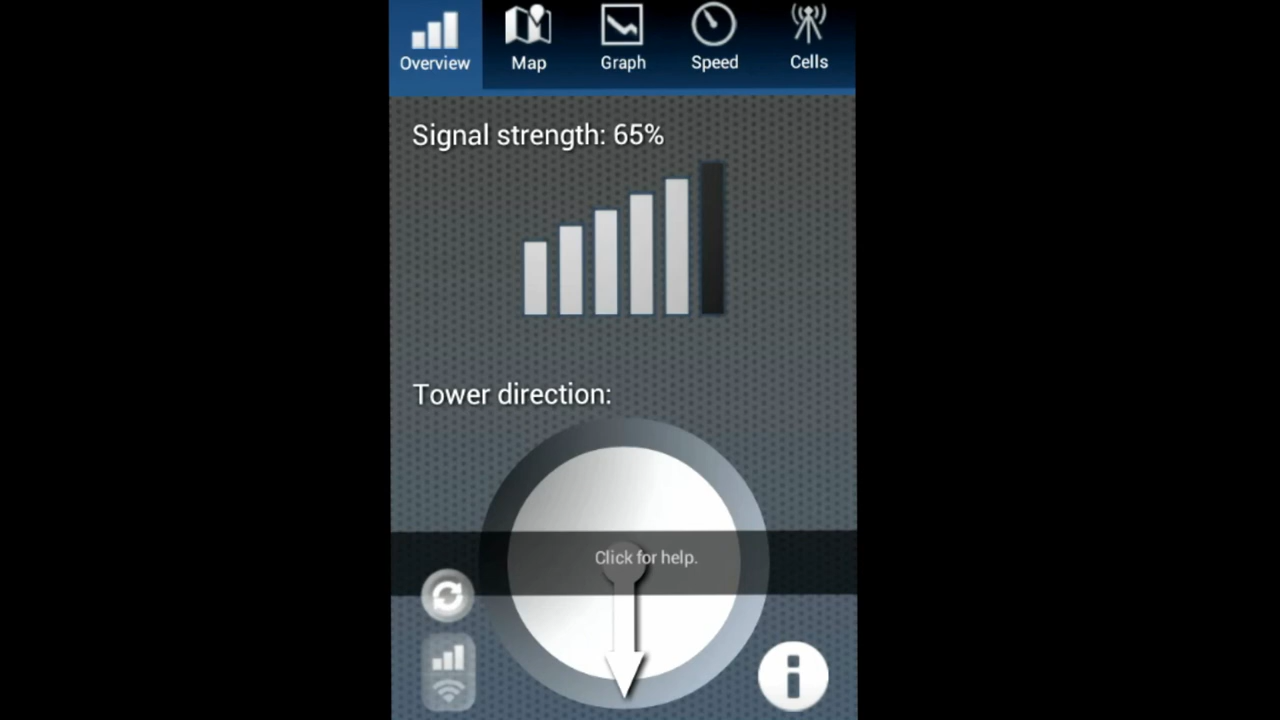 Overview
Map
Graph
Speed
Cells
Signal strength: 65%
Tower direction:
Click for help.